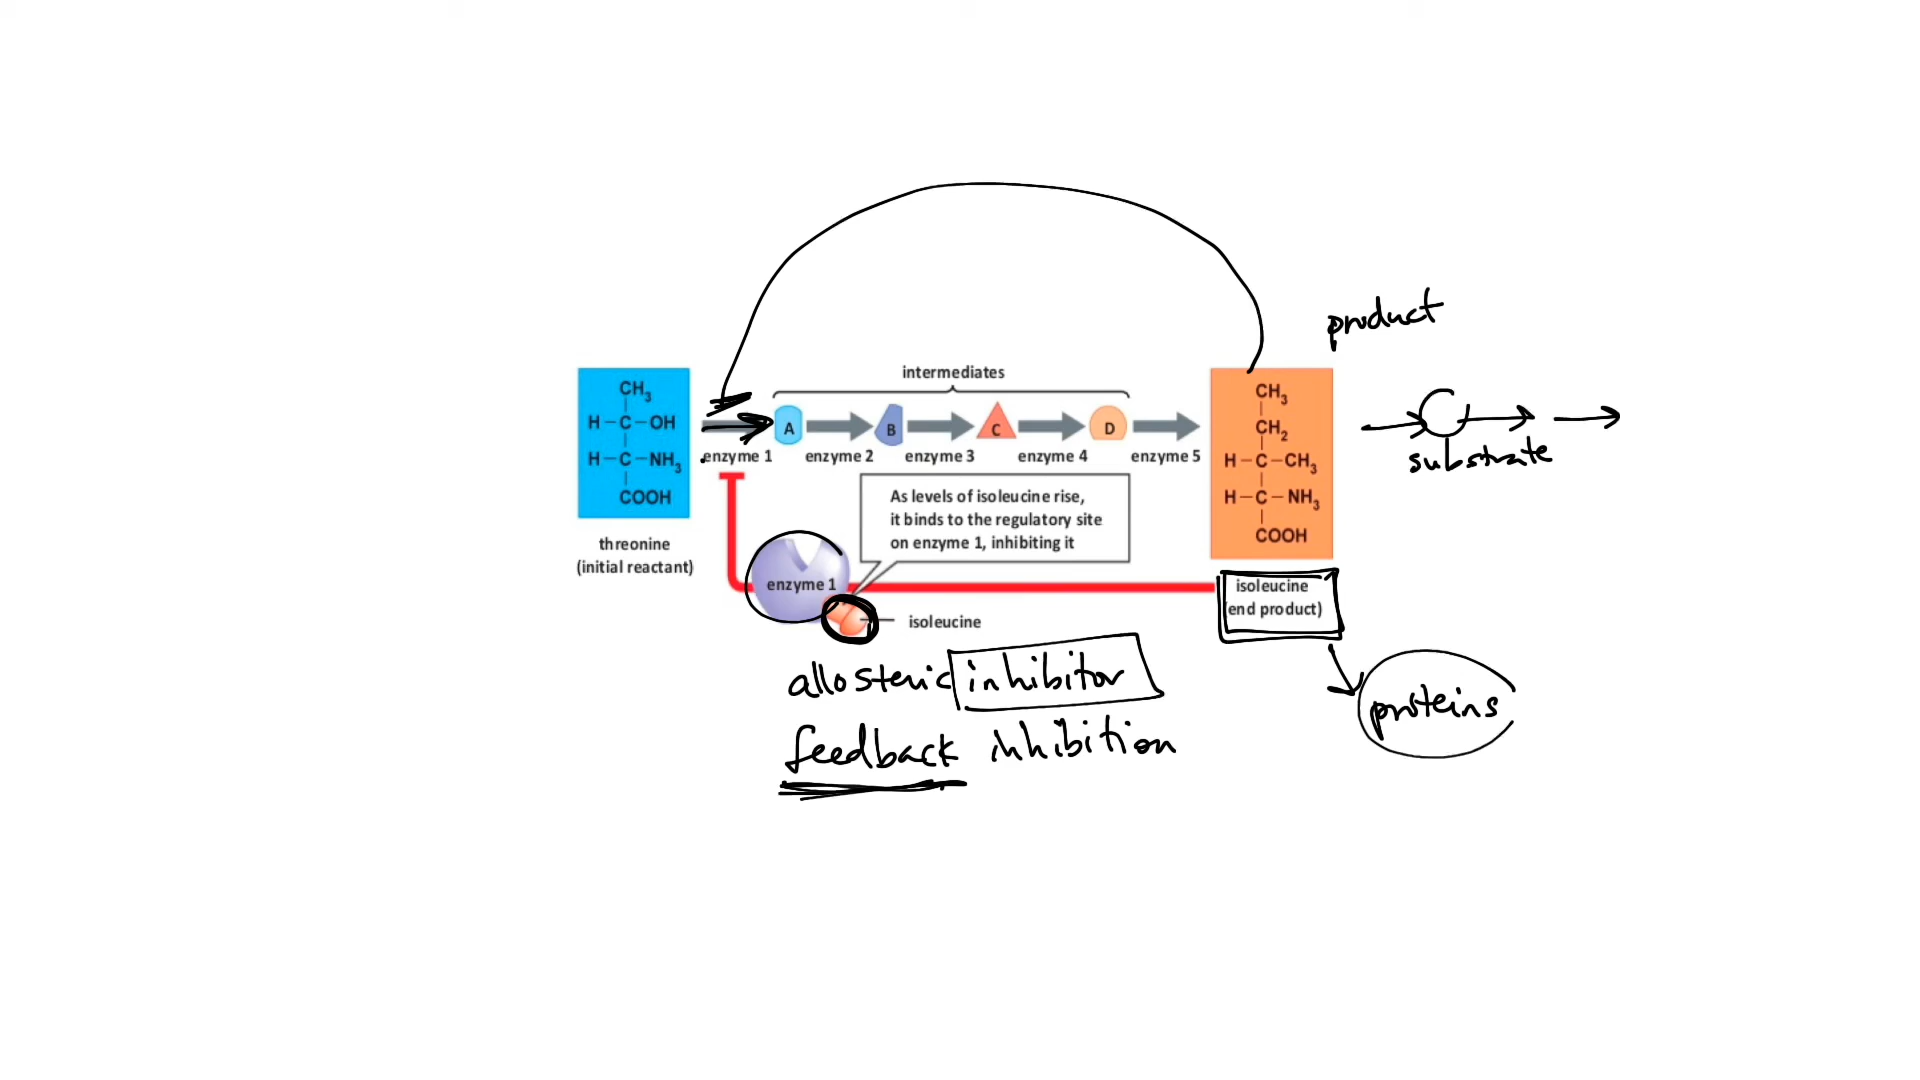 product
intermediates
CH3
H-C-OH
H-C-NH3
COOH
A
B
C
D
enzyme 1
enzyme 2
enzyme 3
enzyme 4
enzyme 5
CH3
CH2
H-C-CH3
H-C-NH3
COOH
substrate
threonine
(initial reactant)
As levels of isoleucine rise,
it binds to the regulatory site
on enzyme 1, inhibiting it
enzyme 1
isoleucine
isoleucine
(end product)
allosteric inhibitor
feedback inhibition
proteins